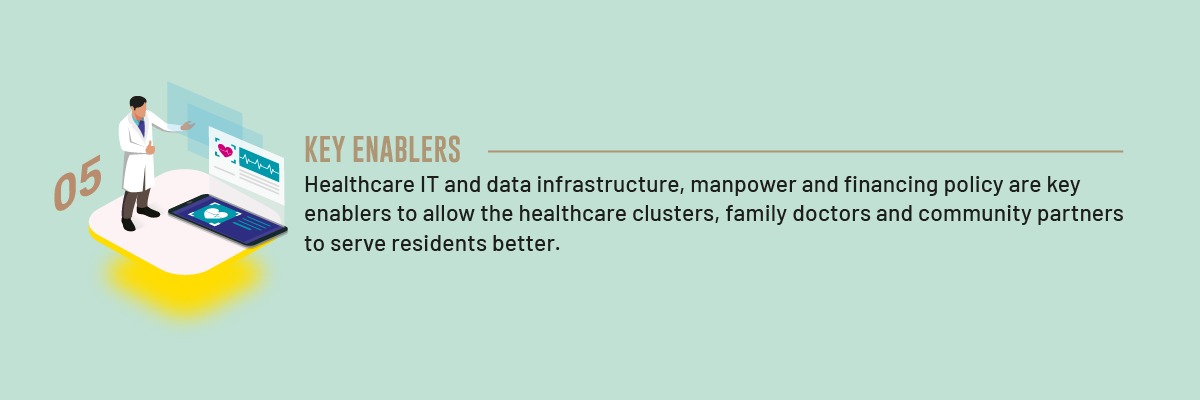 05
KEY ENABLERS
Healthcare IT and data infrastructure, manpower and financing policy are key
enablers to allow the healthcare clusters, family doctors and community partners
to serve residents better.